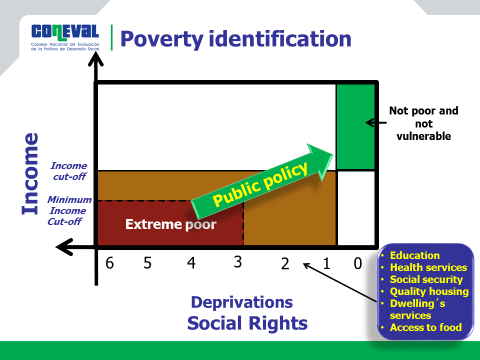 CONEVAL
Consejo Nacional de Evaluación
de la Política de Desarrollo Social
Poverty identification
Not poor and
not
vulnerable
Income
Income
cut-off
Minimum
Income
Cut-off
Public policy
Extreme poor
6 5 4 3 2 1 0
Deprivations
Social Rights
• Education
• Health services
• Social security
• Quality housing
• Dwelling´s
services
• Access to food